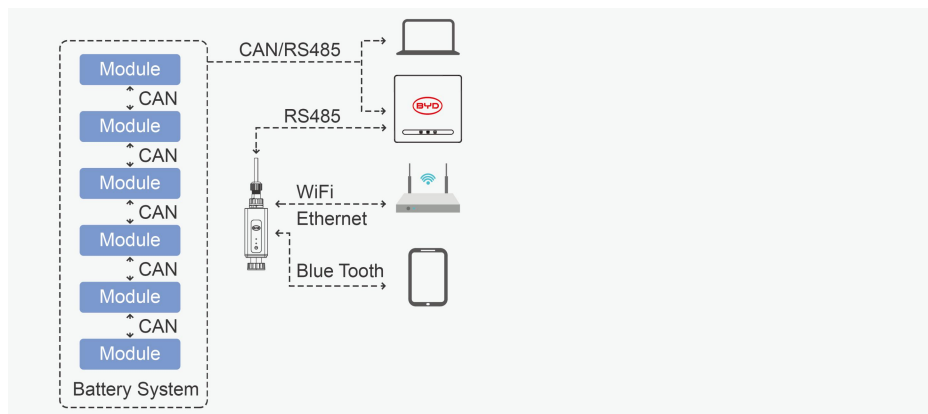 CAN/RS485
Module
CAN
BYD
RS485
Module
CAN
Module
WiFi
CAN
Ethernet
Module
CAN
Blue Tooth
Module
CAN
Module
Battery System